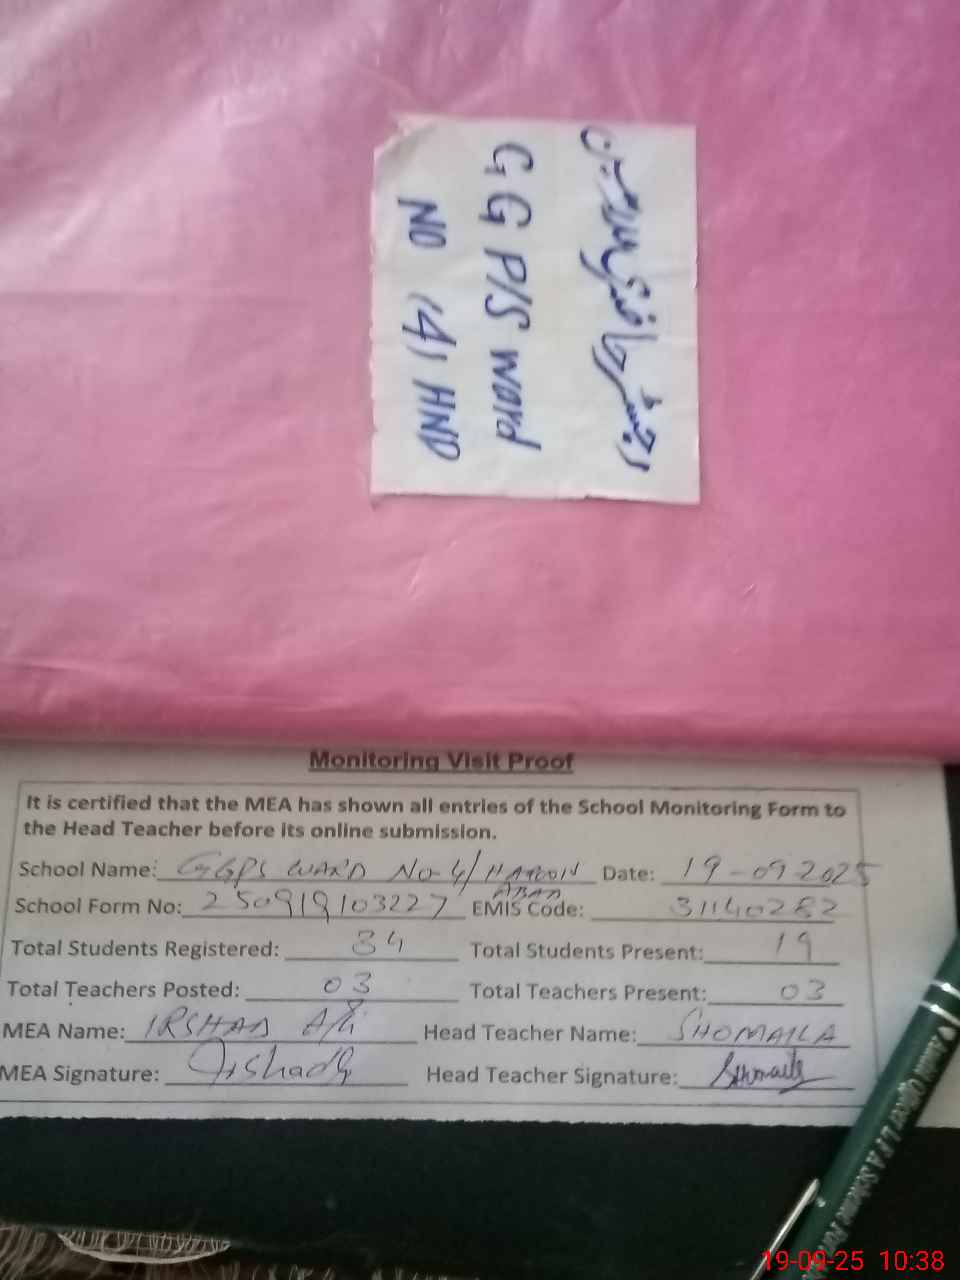 رجسٹر حاضری مدرسین
G G P/S word
NO (4) HND
Monitoring Visit Proof
It is certified that the MEA has shown all entries of the School Monitoring Form to
the Head Teacher before its online submission.
School Name: GGPS WARD No-4/HAROON ABAD Date: 19-09-2025
School Form No: 250919103227 EMIS Code: 31140282
Total Students Registered: 34 Total Students Present: 19
Total Teachers Posted: 03 Total Teachers Present: 03
MEA Name: IRSHAD Ali Head Teacher Name: SHOMAILA
MEA Signature: Irshad Head Teacher Signature: Shomaila
19-09-25 10:38